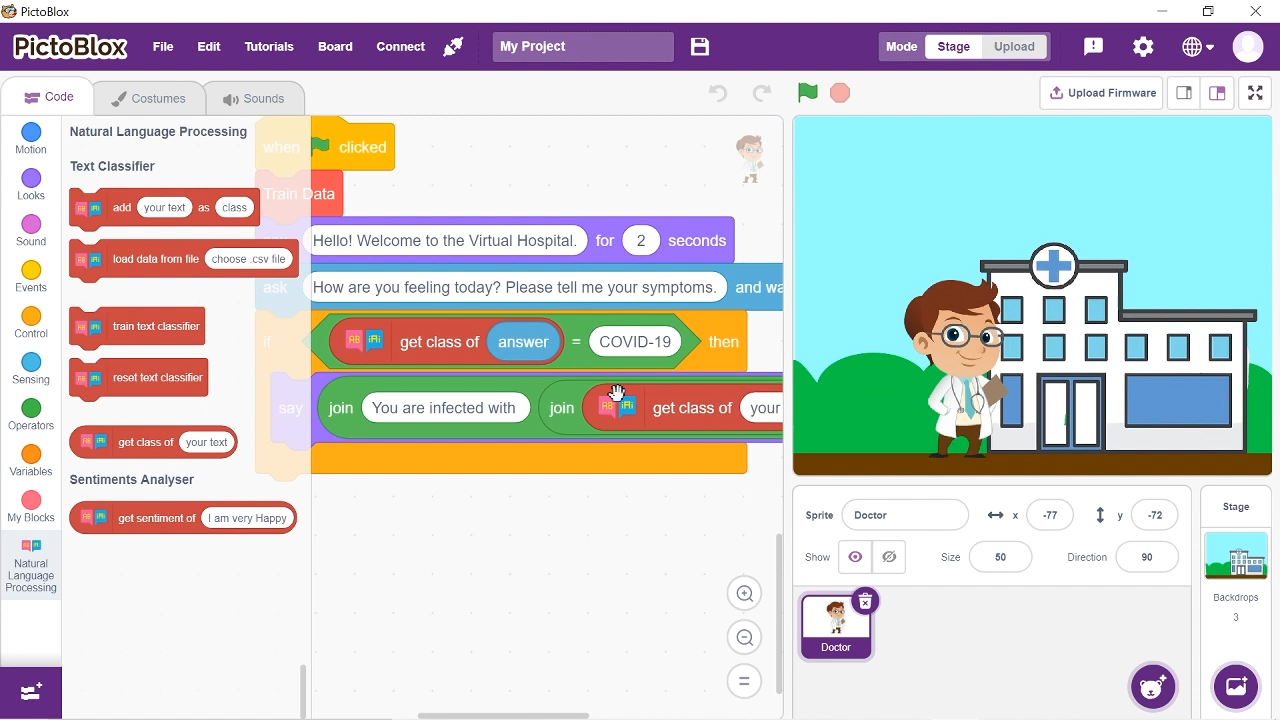 PictoBlox
PictoBlox File Edit Tutorials Board Connect My Project Mode Stage Upload
Code Costumes Sounds Upload Firmware
Motion
Looks
Sound
Events
Control
Sensing
Operators
Variables
My Blocks
Natural
Language
Processing
Natural Language Processing
Text Classifier
add your text as class
load data from file choose .csv file
train text classifier
reset text classifier
get class of your text
Sentiments Analyser
get sentiment of I am very Happy
when clicked
Train Data
Hello! Welcome to the Virtual Hospital. for 2 seconds
ask How are you feeling today? Please tell me your symptoms. and wa
if get class of answer = COVID-19 then
say join You are infected with join get class of your
Sprite Doctor x -77 y -72
Show Size 50 Direction 90
Doctor
Stage
Backdrops
3